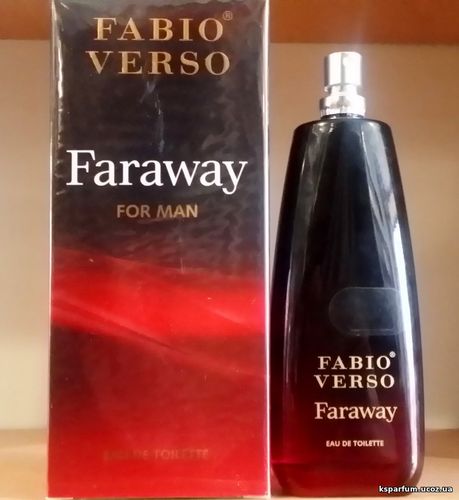 FABIO®
VERSO
Faraway
FOR MAN
EAU DE TOILETTE
FABIO®
VERSO
Faraway
EAU DE TOILETTE
ksparfum.ucoz.ua